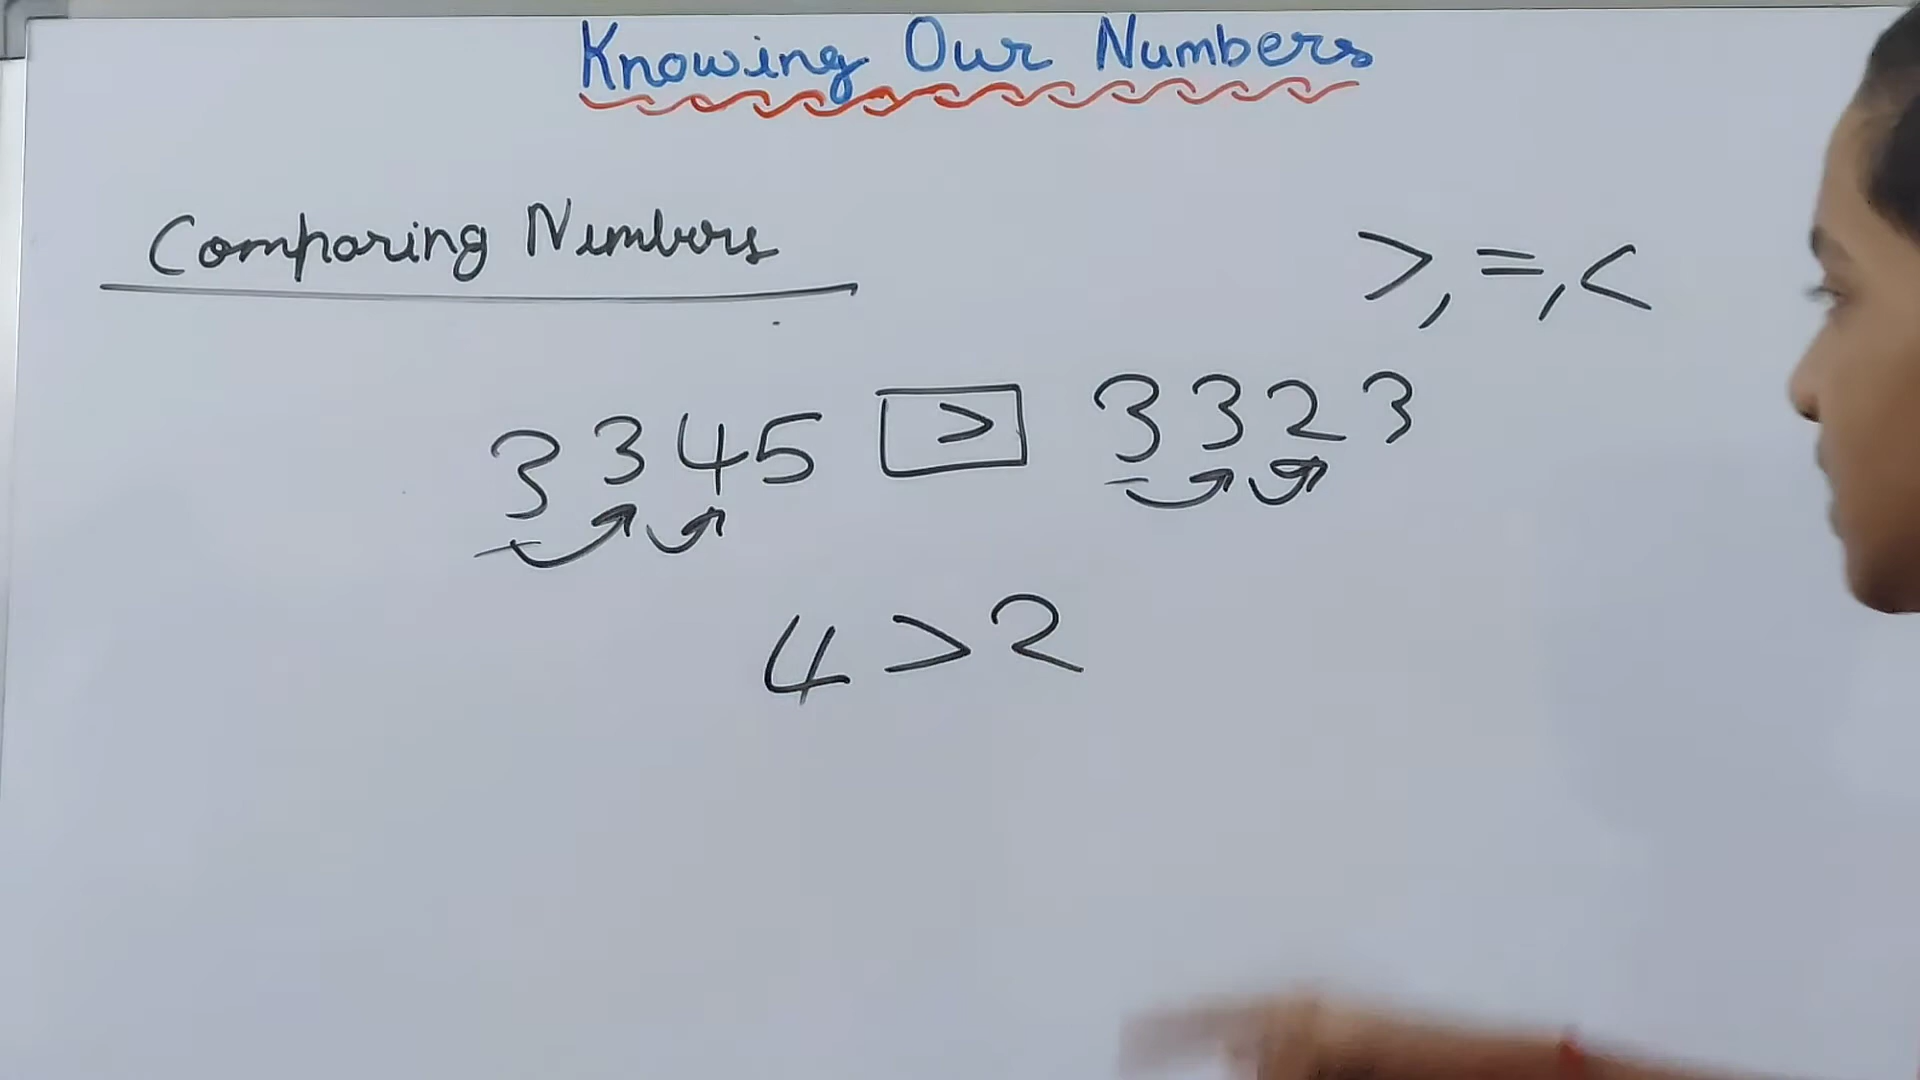 Knowing Our Numbers
Comparing Numbers
>, =, <
3345 > 3323
4 > 2